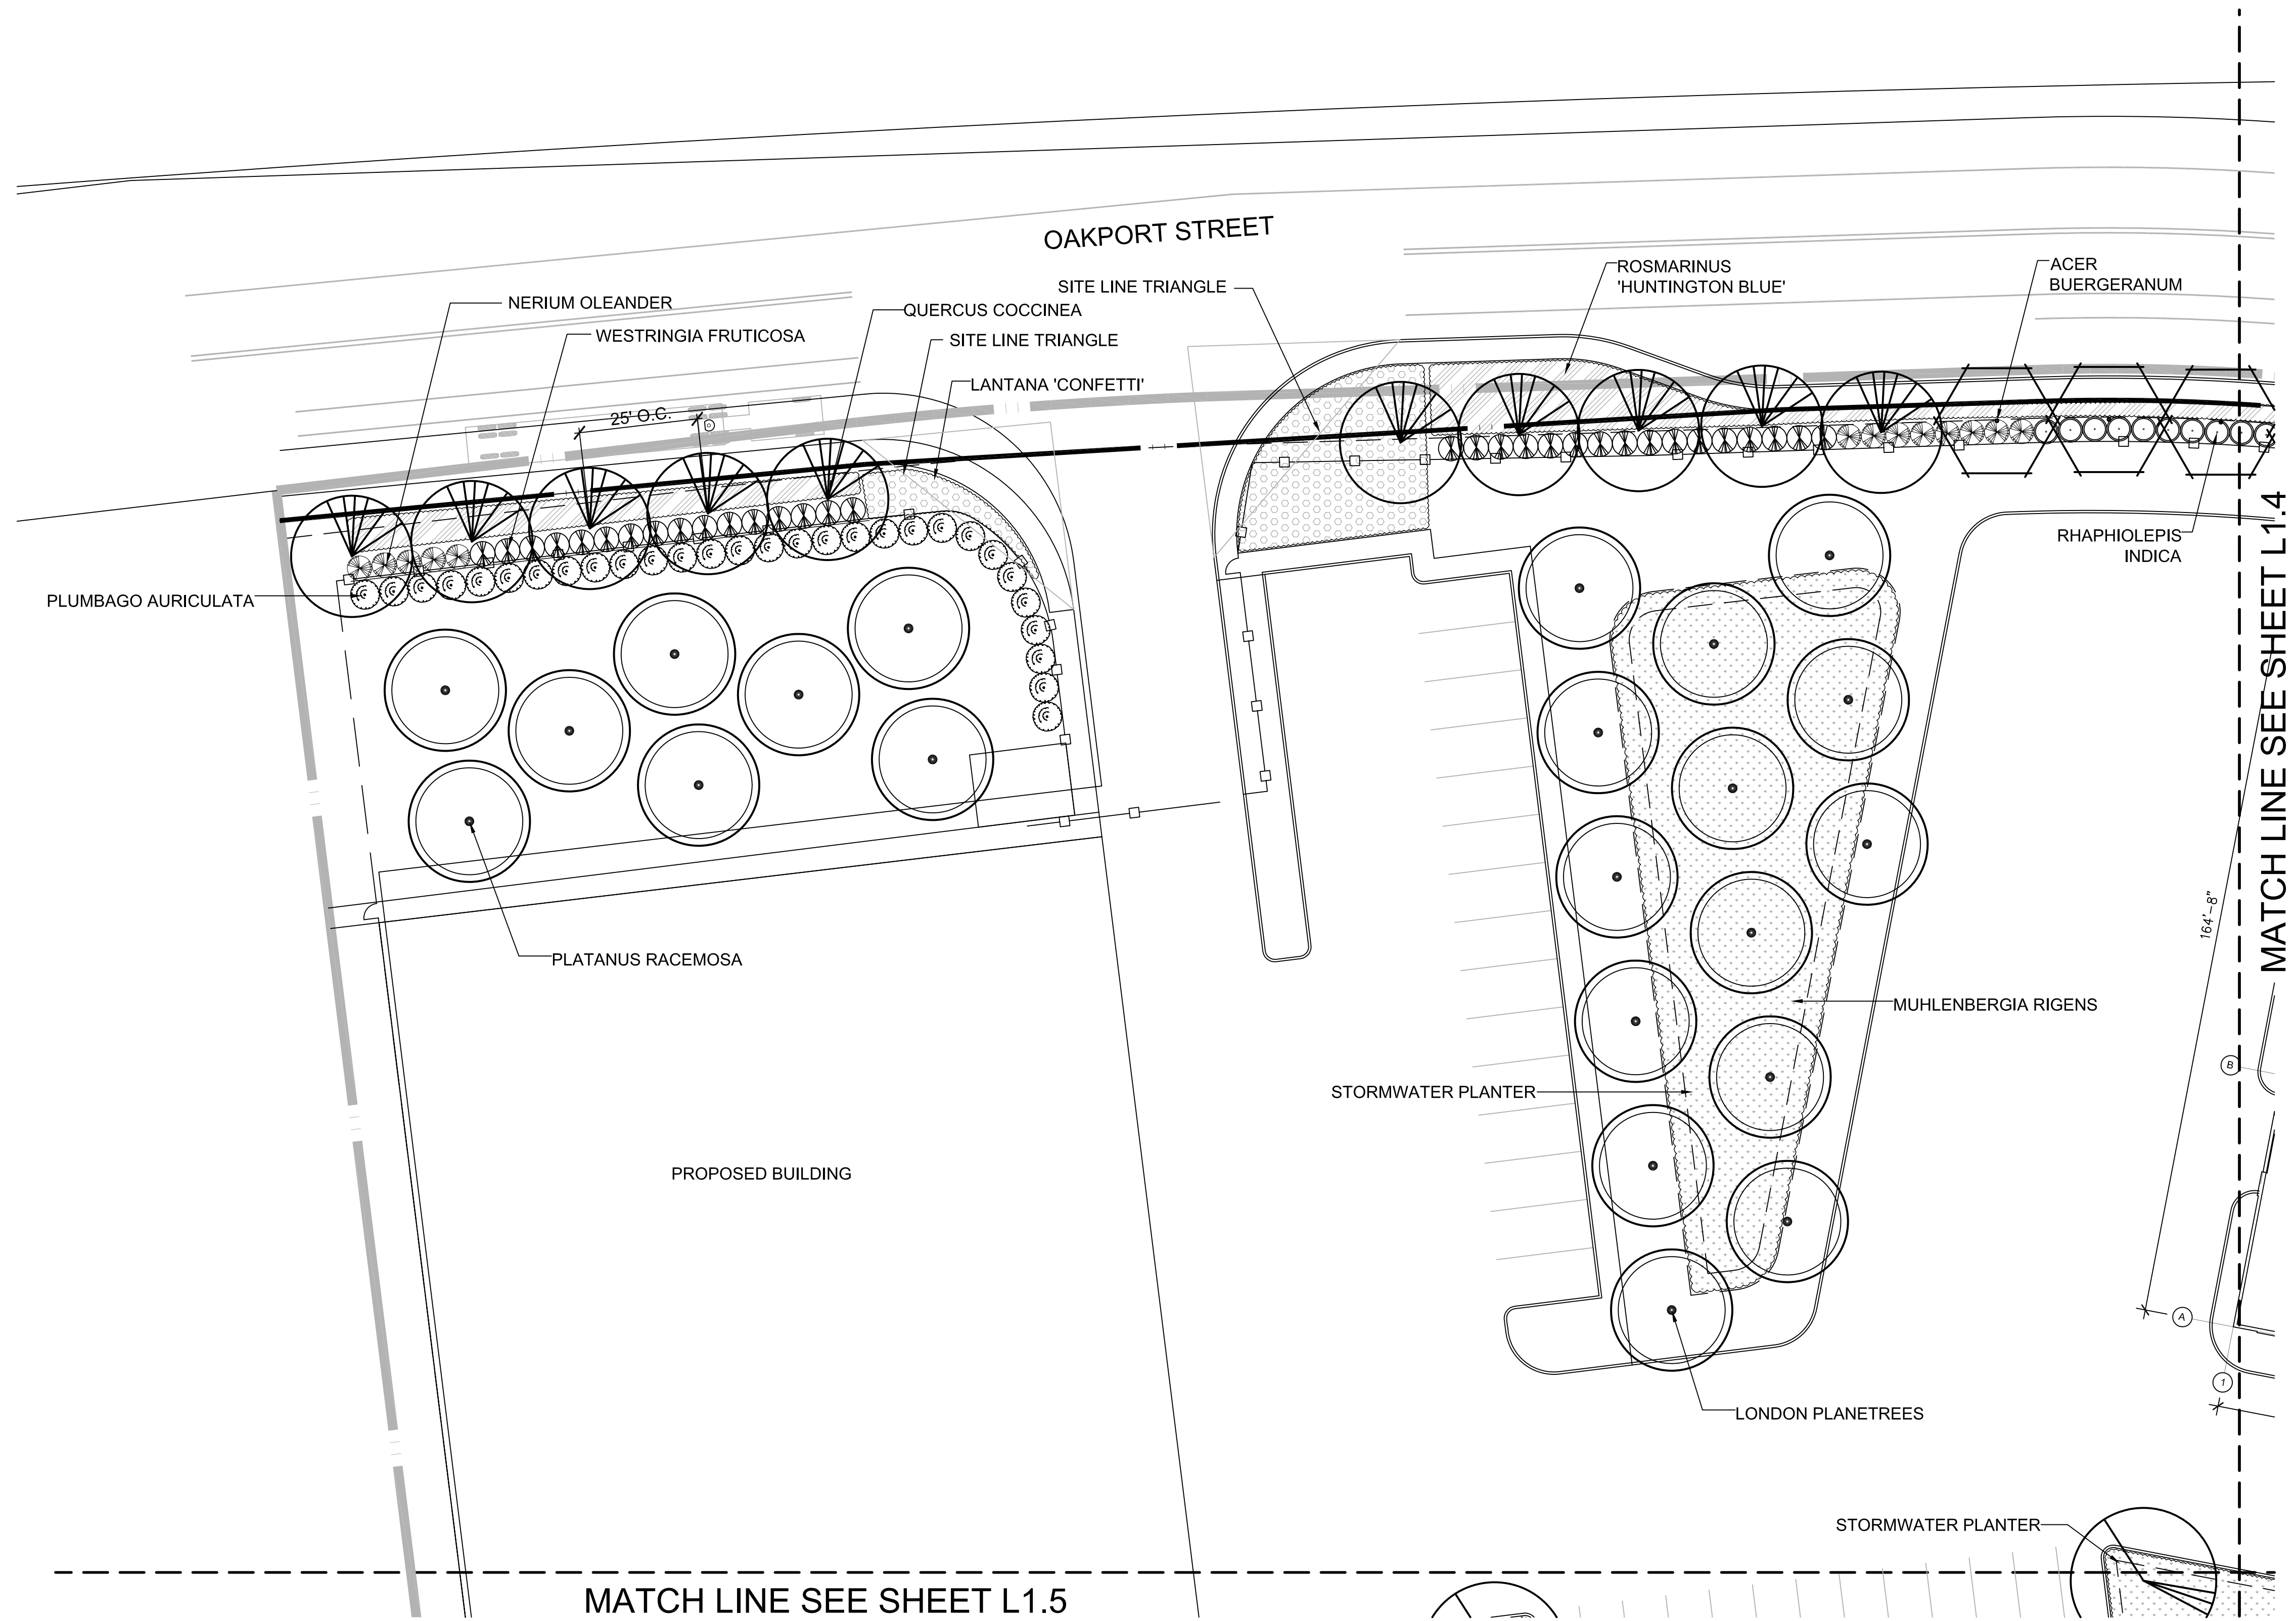 OAKPORT STREET
NERIUM OLEANDER
WESTRINGIA FRUTICOSA
QUERCUS COCCINEA
SITE LINE TRIANGLE
SITE LINE TRIANGLE
LANTANA 'CONFETTI'
ROSMARINUS
'HUNTINGTON BLUE'
ACER
BUERGERANUM
25' O.C.
D
PLUMBAGO AURICULATA
RHAPHIOLEPIS
INDICA
MATCH LINE SEE SHEET L1.4
164'-8"
PLATANUS RACEMOSA
MUHLENBERGIA RIGENS
STORMWATER PLANTER
B
PROPOSED BUILDING
A
1
LONDON PLANETREES
STORMWATER PLANTER
MATCH LINE SEE SHEET L1.5